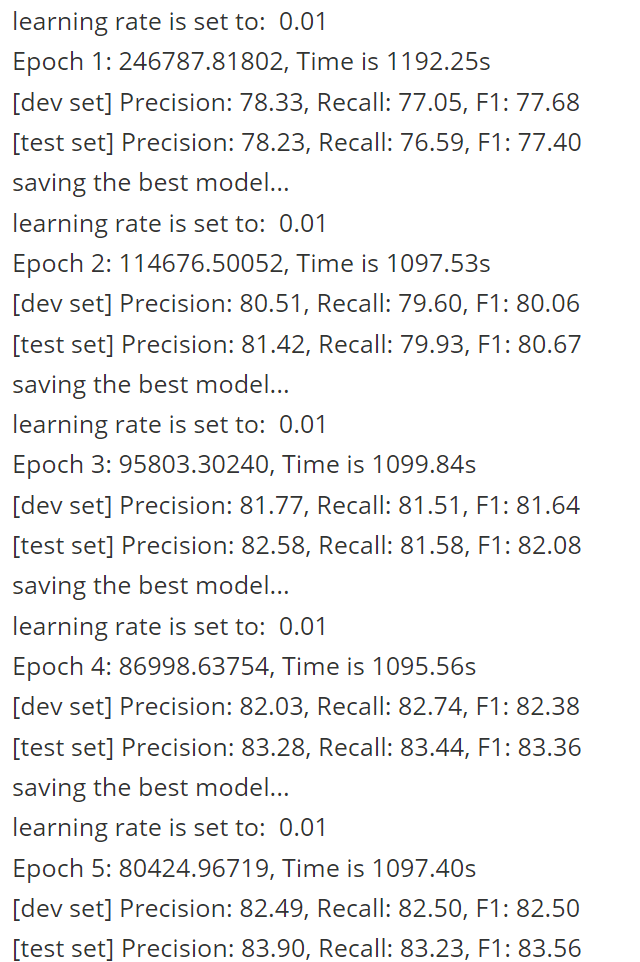 learning rate is set to:  0.01
Epoch 1: 246787.81802, Time is 1192.25s
[dev set] Precision: 78.33, Recall: 77.05, F1: 77.68
[test set] Precision: 78.23, Recall: 76.59, F1: 77.40
saving the best model...
learning rate is set to:  0.01
Epoch 2: 114676.50052, Time is 1097.53s
[dev set] Precision: 80.51, Recall: 79.60, F1: 80.06
[test set] Precision: 81.42, Recall: 79.93, F1: 80.67
saving the best model...
learning rate is set to:  0.01
Epoch 3: 95803.30240, Time is 1099.84s
[dev set] Precision: 81.77, Recall: 81.51, F1: 81.64
[test set] Precision: 82.58, Recall: 81.58, F1: 82.08
saving the best model...
learning rate is set to:  0.01
Epoch 4: 86998.63754, Time is 1095.56s
[dev set] Precision: 82.03, Recall: 82.74, F1: 82.38
[test set] Precision: 83.28, Recall: 83.44, F1: 83.36
saving the best model...
learning rate is set to:  0.01
Epoch 5: 80424.96719, Time is 1097.40s
[dev set] Precision: 82.49, Recall: 82.50, F1: 82.50
[test set] Precision: 83.90, Recall: 83.23, F1: 83.56